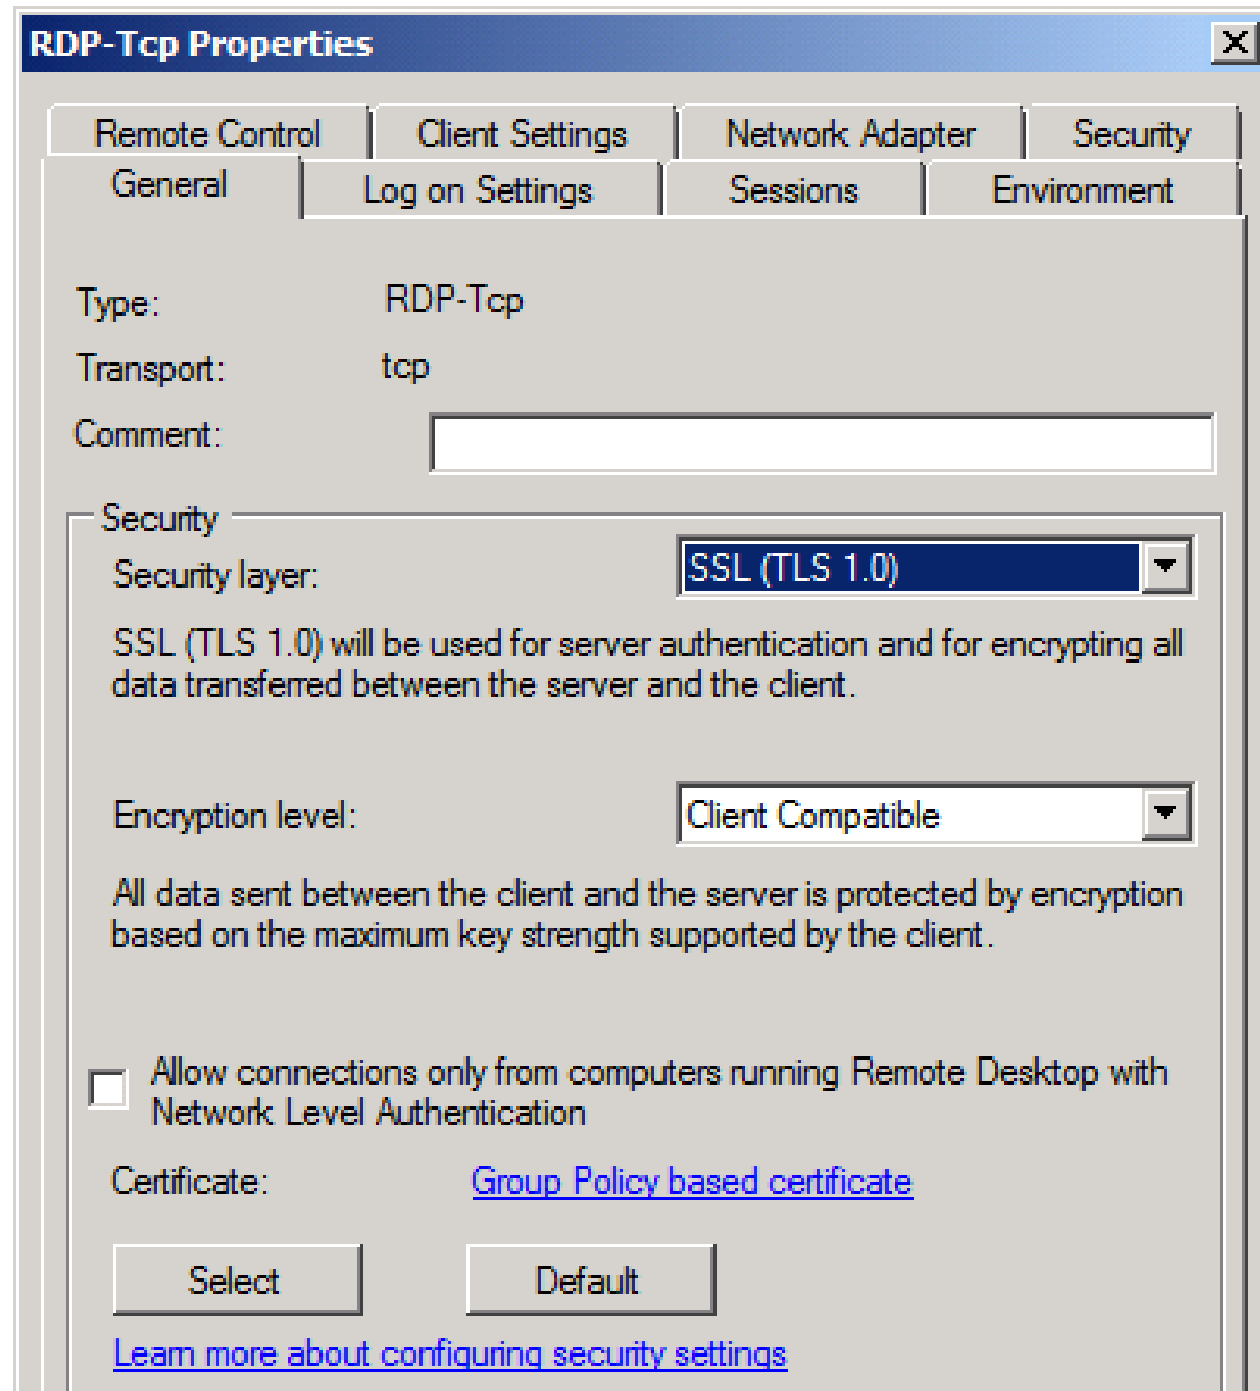 RDP-Tcp Properties
Remote Control Client Settings Network Adapter Security
General Log on Settings Sessions Environment
Type: RDP-Tcp
Transport: tcp
Comment:
Security
Security layer: SSL (TLS 1.0)
SSL (TLS 1.0) will be used for server authentication and for encrypting all
data transferred between the server and the client.
Encryption level: Client Compatible
All data sent between the client and the server is protected by encryption
based on the maximum key strength supported by the client.
Allow connections only from computers running Remote Desktop with
Network Level Authentication
Certificate: Group Policy based certificate
Select Default
Learn more about configuring security settings